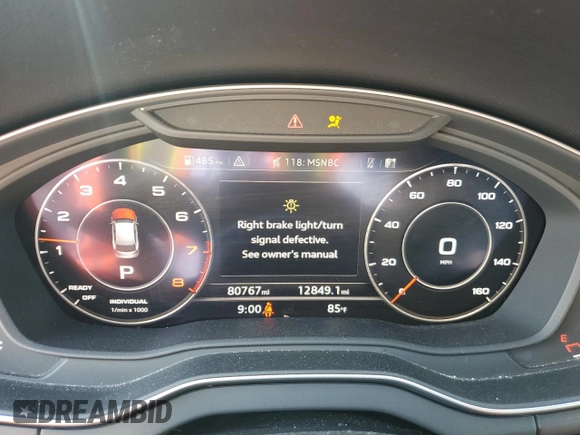 485 mi
118: MSNBC
1 2 3 4 5 6 7 8
READY
OFF
P
INDIVIDUAL
1/min x 1000
Right brake light/turn
signal defective.
See owner's manual
0 20 40 60 80 100 120 140 160
0
MPH
80767mi
12849.1mi
9:00
85°F
E
DREAMBID